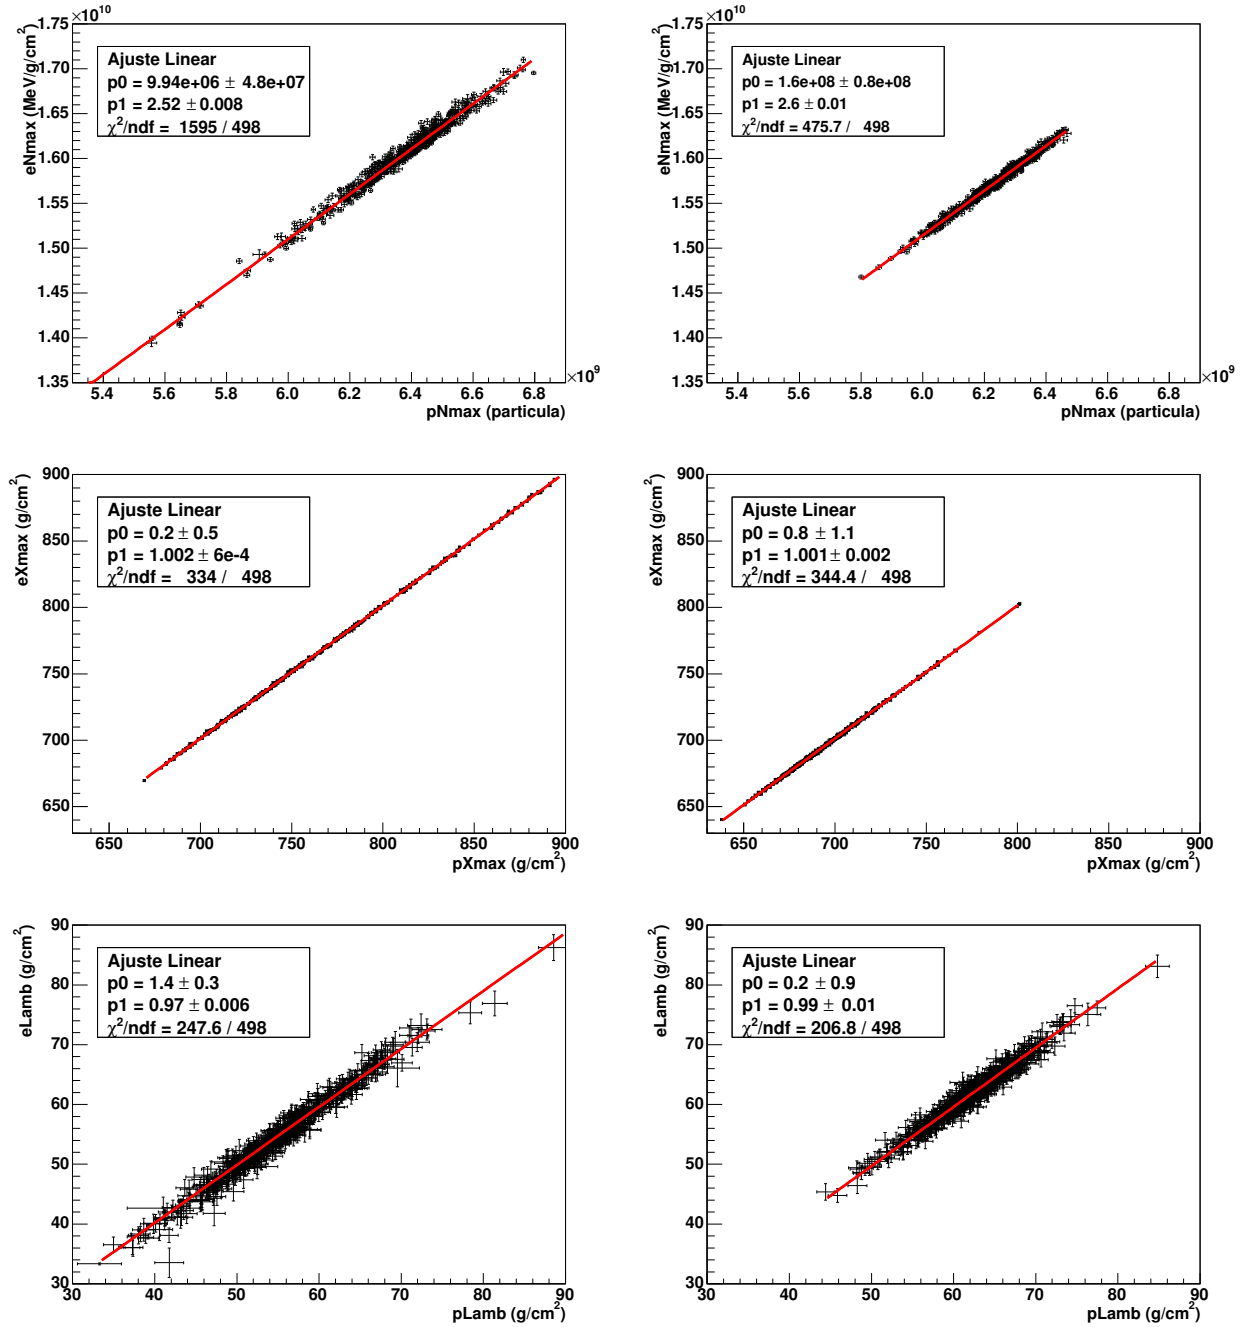 ×10¹⁰
eNmax (MeV/g/cm²)
1.75
1.70
1.65
1.60
1.55
1.50
1.45
1.40
1.35
Ajuste Linear
p0 = 9.94e+06 ± 4.8e+07
p1 = 2.52 ± 0.008
χ²/ndf = 1595 / 498
5.4 5.6 5.8 6.0 6.2 6.4 6.6 6.8
×10⁹
pNmax (particula)
×10¹⁰
eNmax (MeV/g/cm²)
1.75
1.70
1.65
1.60
1.55
1.50
1.45
1.40
1.35
Ajuste Linear
p0 = 1.6e+08 ± 0.8e+08
p1 = 2.6 ± 0.01
χ²/ndf = 475.7 / 498
5.4 5.6 5.8 6.0 6.2 6.4 6.6 6.8
×10⁹
pNmax (particula)
eXmax (g/cm²)
900
850
800
750
700
650
Ajuste Linear
p0 = 0.2 ± 0.5
p1 = 1.002 ± 6e-4
χ²/ndf = 334 / 498
650 700 750 800 850 900
pXmax (g/cm²)
eXmax (g/cm²)
900
850
800
750
700
650
Ajuste Linear
p0 = 0.8 ± 1.1
p1 = 1.001 ± 0.002
χ²/ndf = 344.4 / 498
650 700 750 800 850 900
pXmax (g/cm²)
eLamb (g/cm²)
90
80
70
60
50
40
30
Ajuste Linear
p0 = 1.4 ± 0.3
p1 = 0.97 ± 0.006
χ²/ndf = 247.6 / 498
30 40 50 60 70 80 90
pLamb (g/cm²)
eLamb (g/cm²)
90
80
70
60
50
40
30
Ajuste Linear
p0 = 0.2 ± 0.9
p1 = 0.99 ± 0.01
χ²/ndf = 206.8 / 498
30 40 50 60 70 80 90
pLamb (g/cm²)